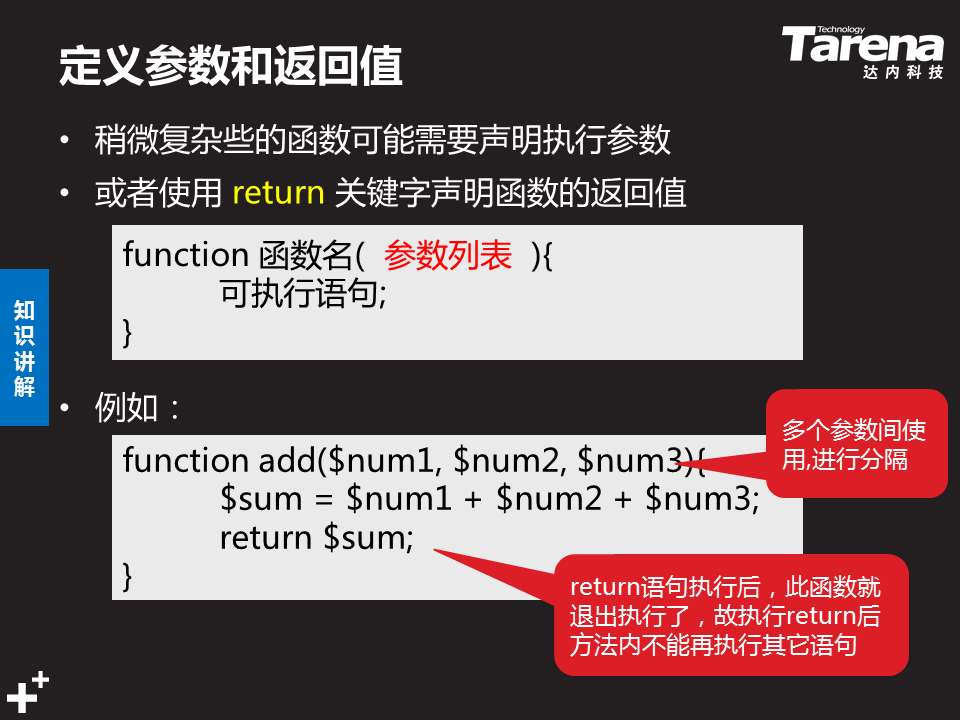 定义参数和返回值
Technology
Tarena
达内科技
• 稍微复杂些的函数可能需要声明执行参数
• 或者使用 return 关键字声明函数的返回值
function 函数名( 参数列表 ){
可执行语句;
}
知
识
讲
解
• 例如：
function add($num1, $num2, $num3){
$sum = $num1 + $num2 + $num3;
return $sum;
}
多个参数间使
用,进行分隔
return语句执行后，此函数就
退出执行了，故执行return后
方法内不能再执行其它语句